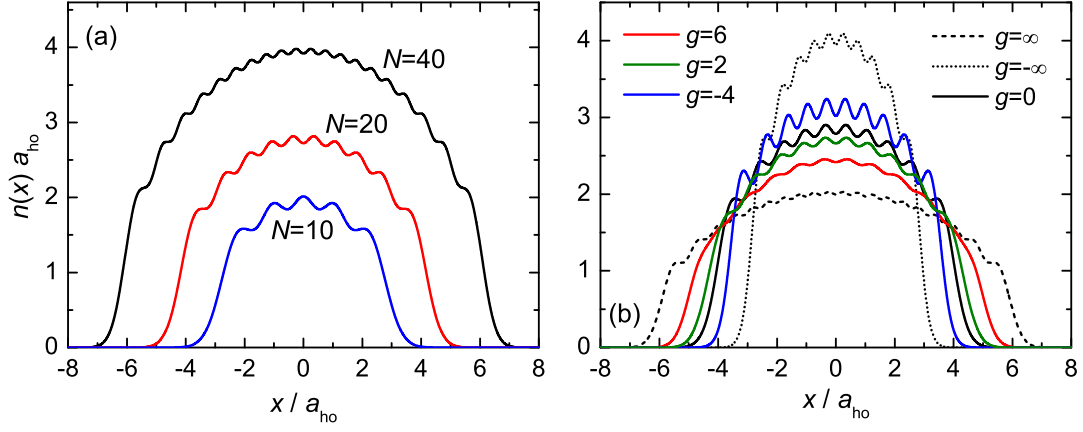 (a)
N=40
N=20
N=10
n(x) a_ho
4
3
2
1
0
-8 -6 -4 -2 0 2 4 6 8
x / a_ho
g=6 g=∞
g=2 g=-∞
g=-4 g=0
(b)
4
3
2
1
0
-8 -6 -4 -2 0 2 4 6 8
x / a_ho